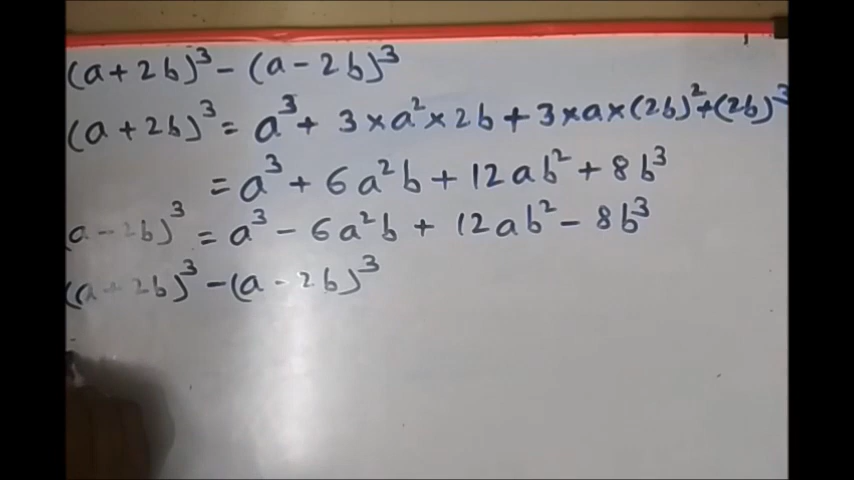 (a+2b)³ - (a-2b)³
(a+2b)³ = a³ + 3×a²×2b + 3×a×(2b)²+(2b)³
= a³ + 6a²b + 12ab² + 8b³
(a-2b)³ = a³ - 6a²b + 12ab² - 8b³
(a+2b)³ - (a-2b)³